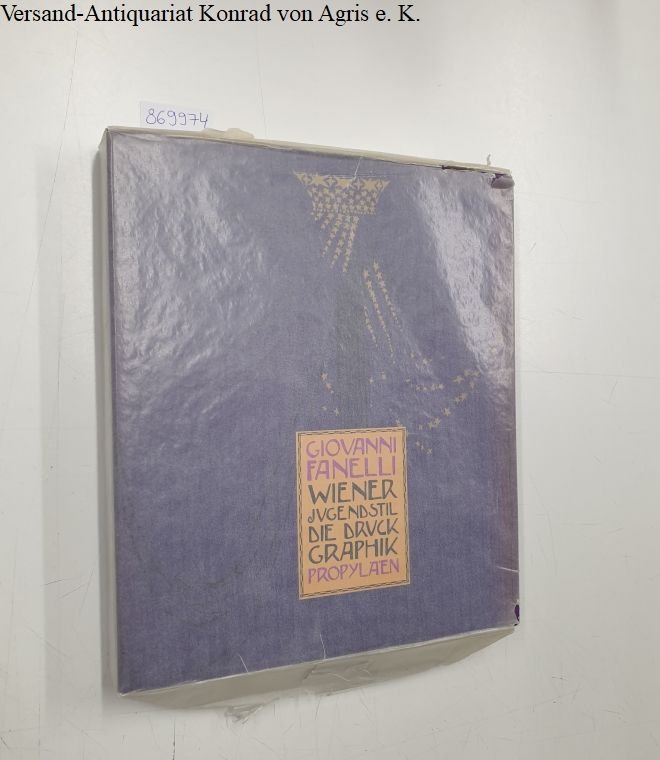 Versand-Antiquariat Konrad von Agris e. K.
869974
GIOVANNI
FANELLI
WIENER
JUGENDSTIL
DIE DRUCK
GRAPHIK
PROPYLÄEN